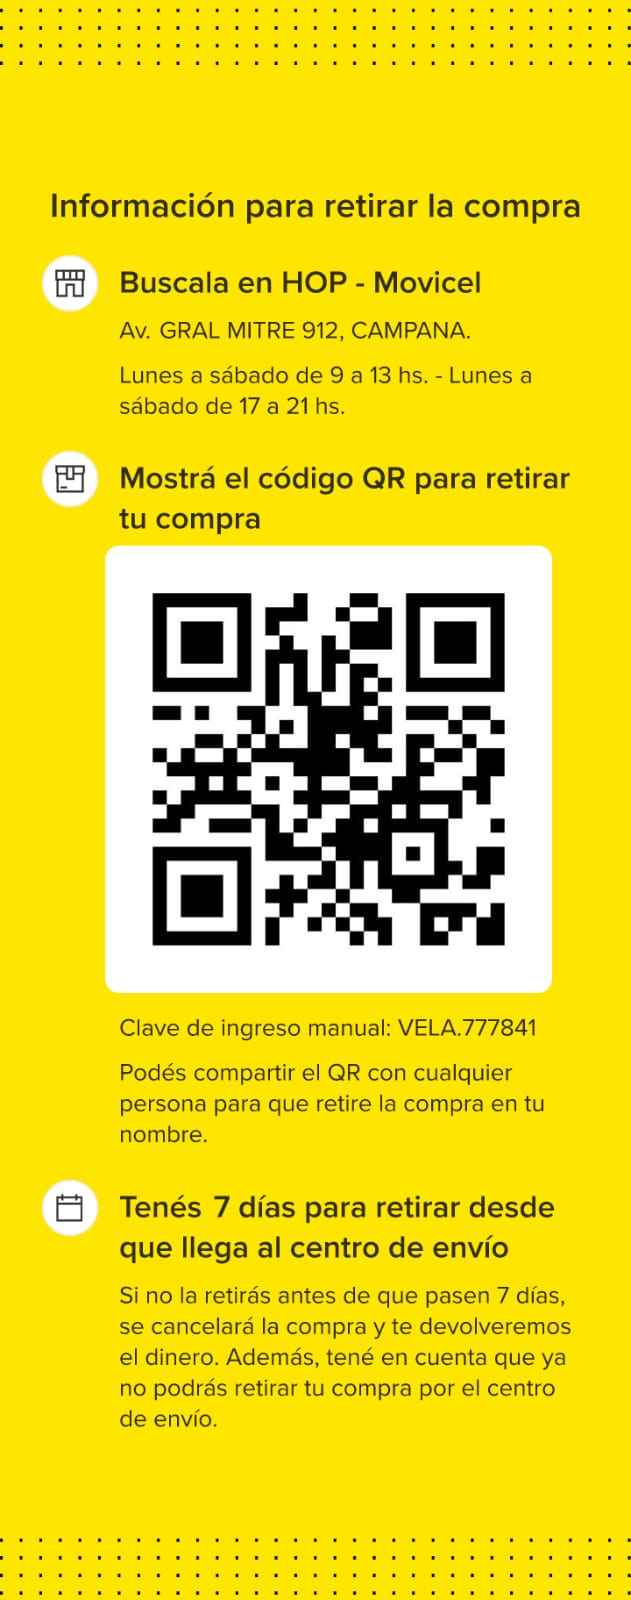 Información para retirar la compra
Buscala en HOP - Movicel
Av. GRAL MITRE 912, CAMPANA.
Lunes a sábado de 9 a 13 hs. - Lunes a
sábado de 17 a 21 hs.
Mostrá el código QR para retirar
tu compra
Clave de ingreso manual: VELA.777841
Podés compartir el QR con cualquier
persona para que retire la compra en tu
nombre.
Tenés 7 días para retirar desde
que llega al centro de envío
Si no la retirás antes de que pasen 7 días,
se cancelará la compra y te devolveremos
el dinero. Además, tené en cuenta que ya
no podrás retirar tu compra por el centro
de envío.